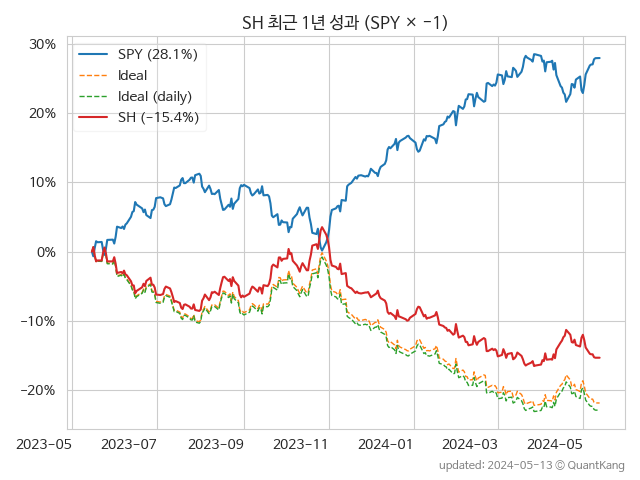 SH 최근 1년 성과 (SPY × −1)
30%
20%
10%
0%
−10%
−20%
SPY (28.1%)
Ideal
Ideal (daily)
SH (−15.4%)
2023-05
2023-07
2023-09
2023-11
2024-01
2024-03
2024-05
updated: 2024-05-13 ⓒ QuantKang